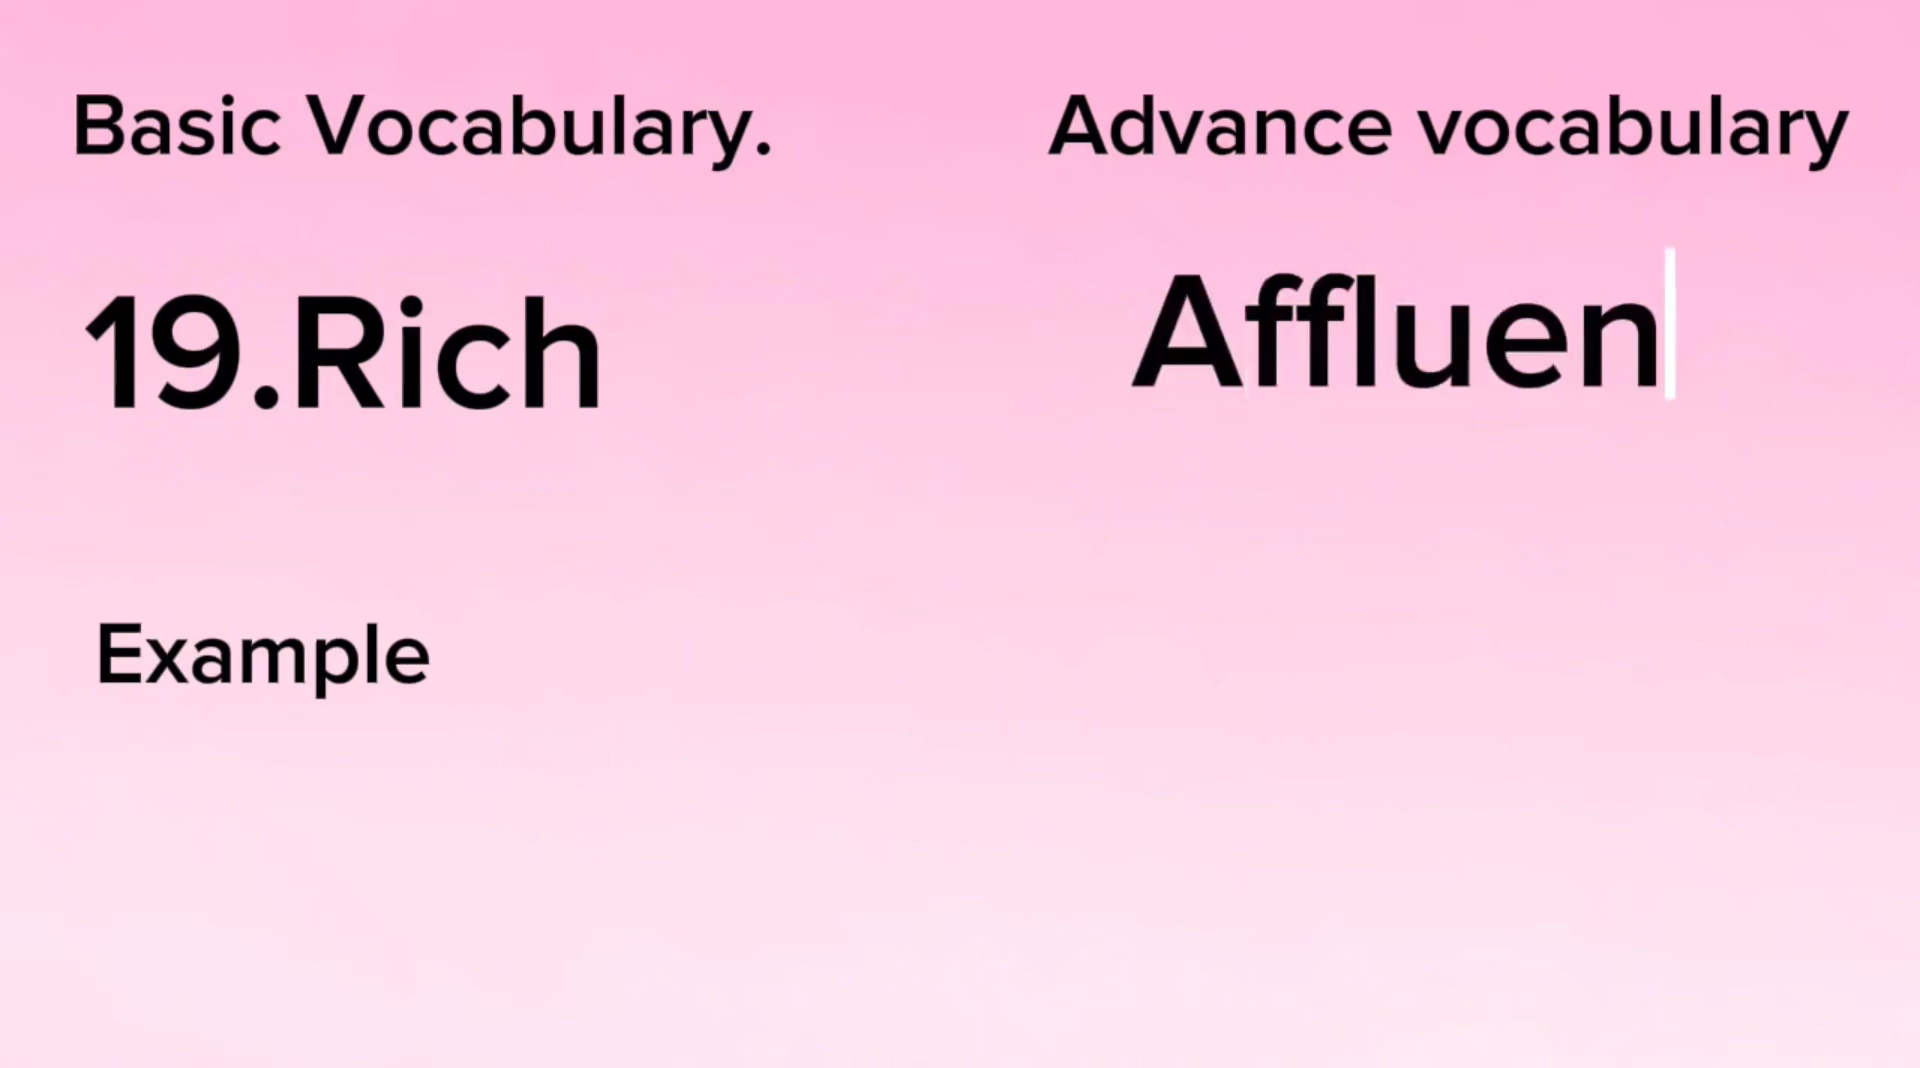 Basic Vocabulary.
Advance vocabulary
19.Rich
Affluen
Example